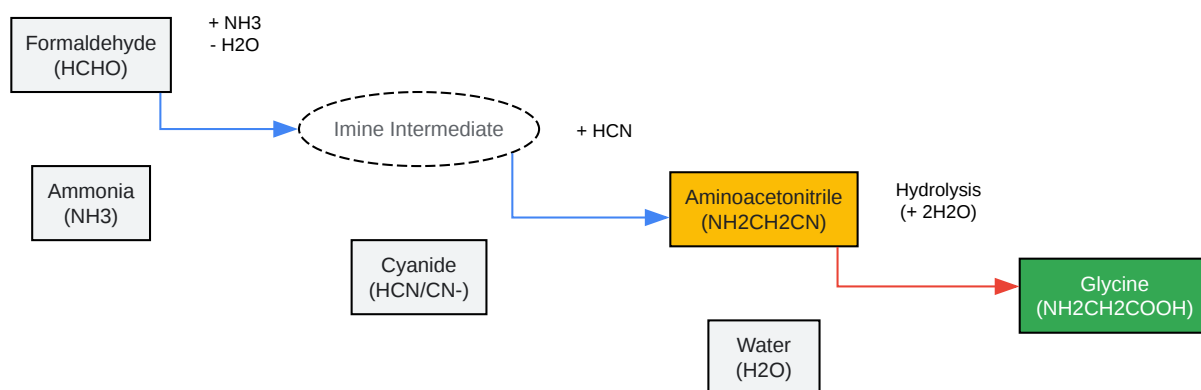 Formaldehyde
(HCHO)
+ NH3
- H2O
Imine Intermediate
+ HCN
Ammonia
(NH3)
Aminoacetonitrile
(NH2CH2CN)
Hydrolysis
(+ 2H2O)
Cyanide
(HCN/CN-)
Glycine
(NH2CH2COOH)
Water
(H2O)